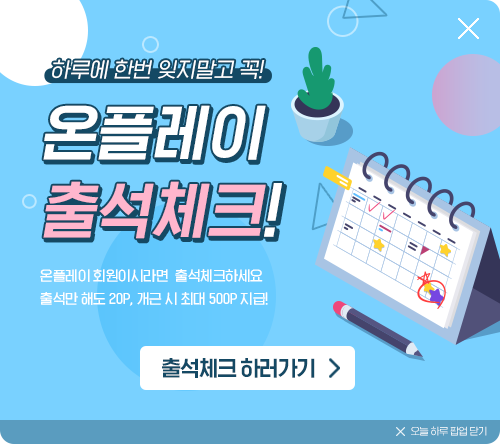 하루에 한번 잊지말고 꼭!
온플레이
출석체크!
온플레이 회원이시라면 출석체크하세요
출석만 해도 20P, 개근 시 최대 500P 지급!
출석체크 하러가기
오늘 하루 팝업 닫기